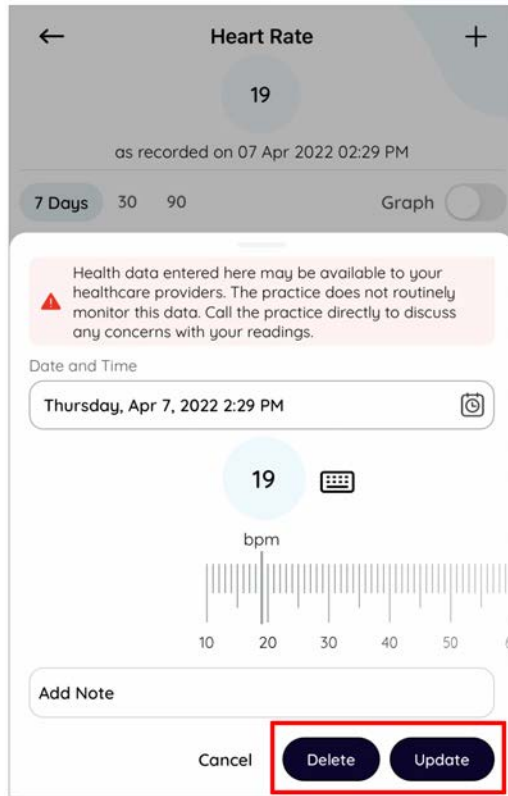 Heart Rate
19
as recorded on 07 Apr 2022 02:29 PM
7 Days 30 90 Graph
Health data entered here may be available to your
healthcare providers. The practice does not routinely
monitor this data. Call the practice directly to discuss
any concerns with your readings.
Date and Time
Thursday, Apr 7, 2022 2:29 PM
19
bpm
10 20 30 40 50
Add Note
Cancel Delete Update